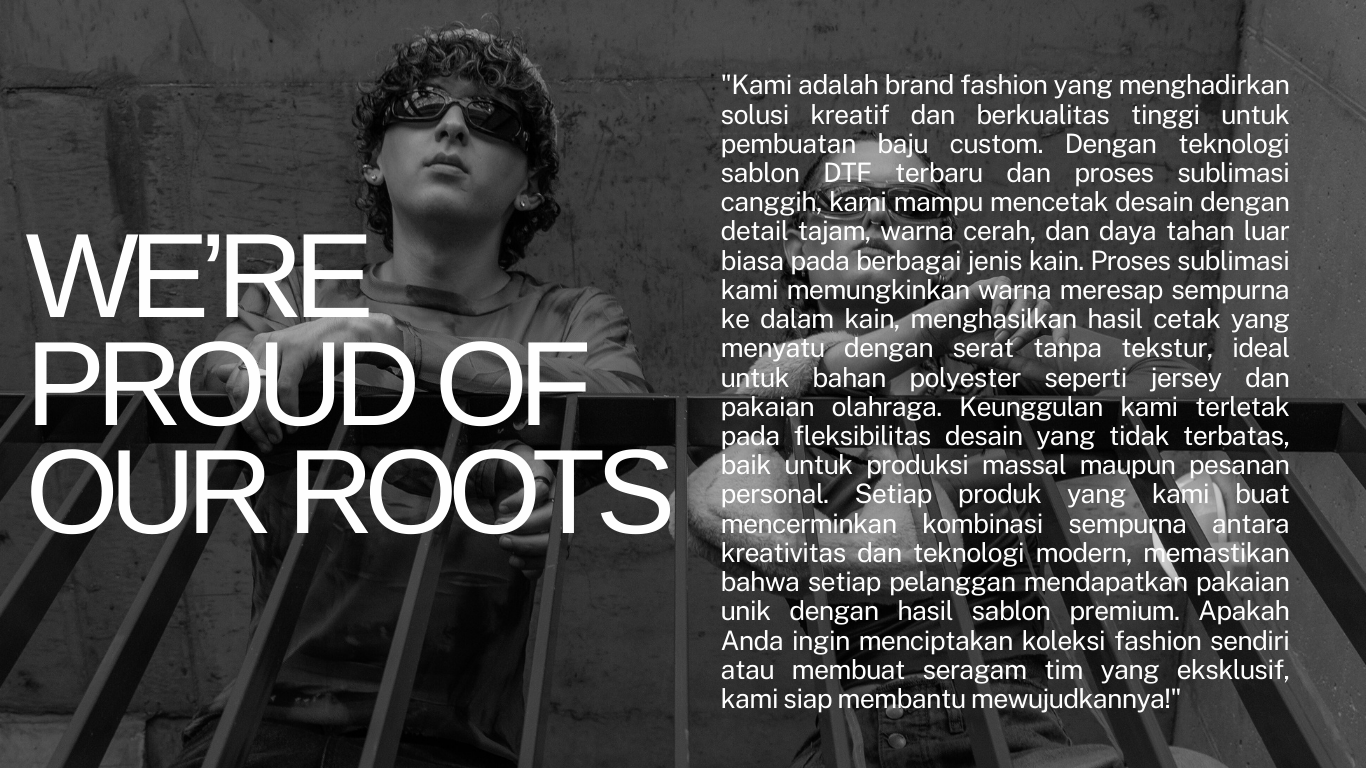 WE’RE
PROUD OF
OUR ROOTS
"Kami adalah brand fashion yang menghadirkan
solusi kreatif dan berkualitas tinggi untuk
pembuatan baju custom. Dengan teknologi
sablon DTF terbaru dan proses sublimasi
canggih, kami mampu mencetak desain dengan
detail tajam, warna cerah, dan daya tahan luar
biasa pada berbagai jenis kain. Proses sublimasi
kami memungkinkan warna meresap sempurna
ke dalam kain, menghasilkan hasil cetak yang
menyatu dengan serat tanpa tekstur, ideal
untuk bahan polyester seperti jersey dan
pakaian olahraga. Keunggulan kami terletak
pada fleksibilitas desain yang tidak terbatas,
baik untuk produksi massal maupun pesanan
personal. Setiap produk yang kami buat
mencerminkan kombinasi sempurna antara
kreativitas dan teknologi modern, memastikan
bahwa setiap pelanggan mendapatkan pakaian
unik dengan hasil sablon premium. Apakah
Anda ingin menciptakan koleksi fashion sendiri
atau membuat seragam tim yang eksklusif,
kami siap membantu mewujudkannya!"